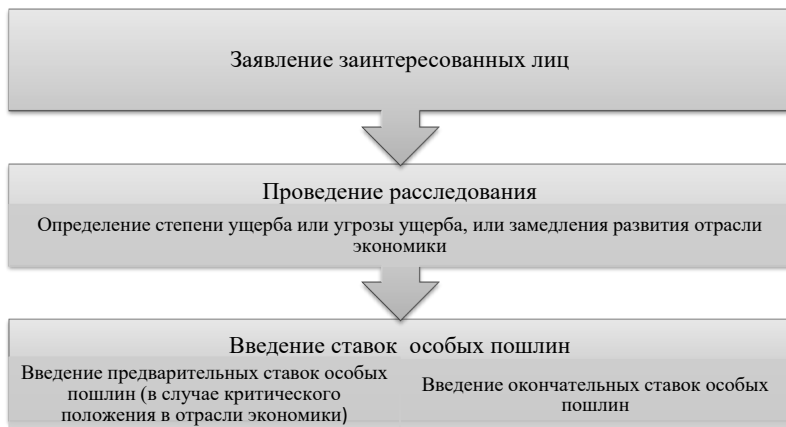 Заявление заинтересованных лиц
Проведение расследования
Определение степени ущерба или угрозы ущерба, или замедления развития отрасли
экономики
Введение ставок особых пошлин
Введение предварительных ставок особых
пошлин (в случае критического
положения в отрасли экономики)
Введение окончательных ставок особых
пошлин